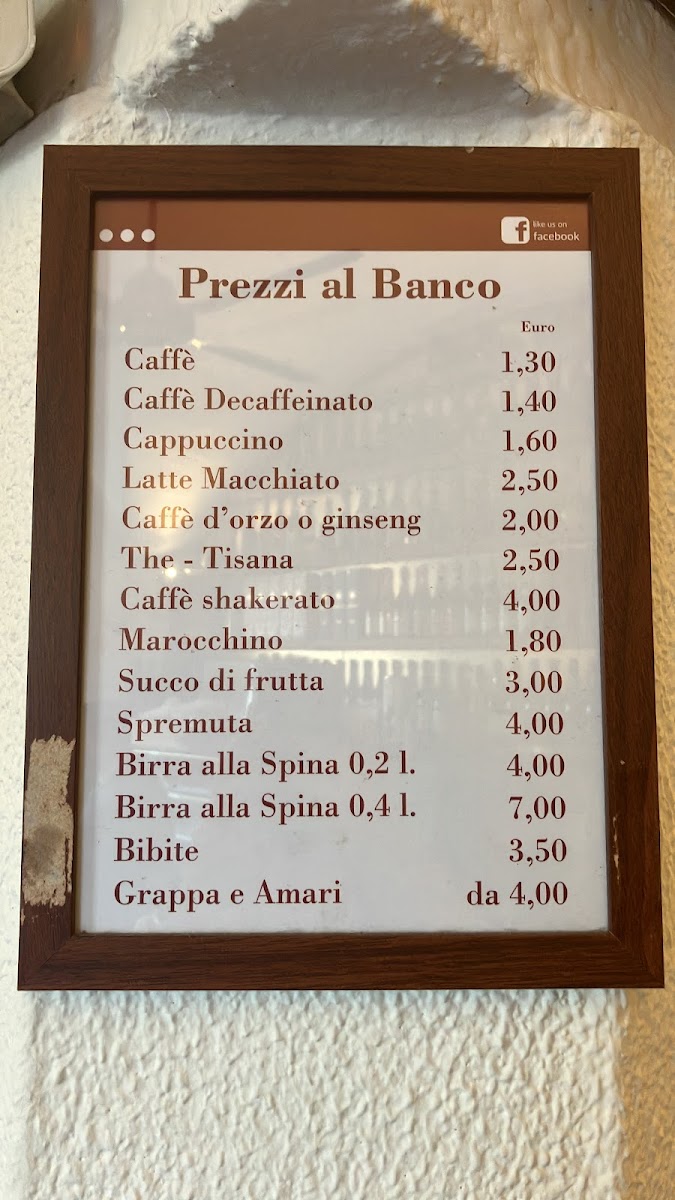 like us on
facebook
Prezzi al Banco
Euro
Caffè 1,30
Caffè Decaffeinato 1,40
Cappuccino 1,60
Latte Macchiato 2,50
Caffè d'orzo o ginseng 2,00
The - Tisana 2,50
Caffè shakerato 4,00
Marocchino 1,80
Succo di frutta 3,00
Spremuta 4,00
Birra alla Spina 0,2 l. 4,00
Birra alla Spina 0,4 l. 7,00
Bibite 3,50
Grappa e Amari da 4,00